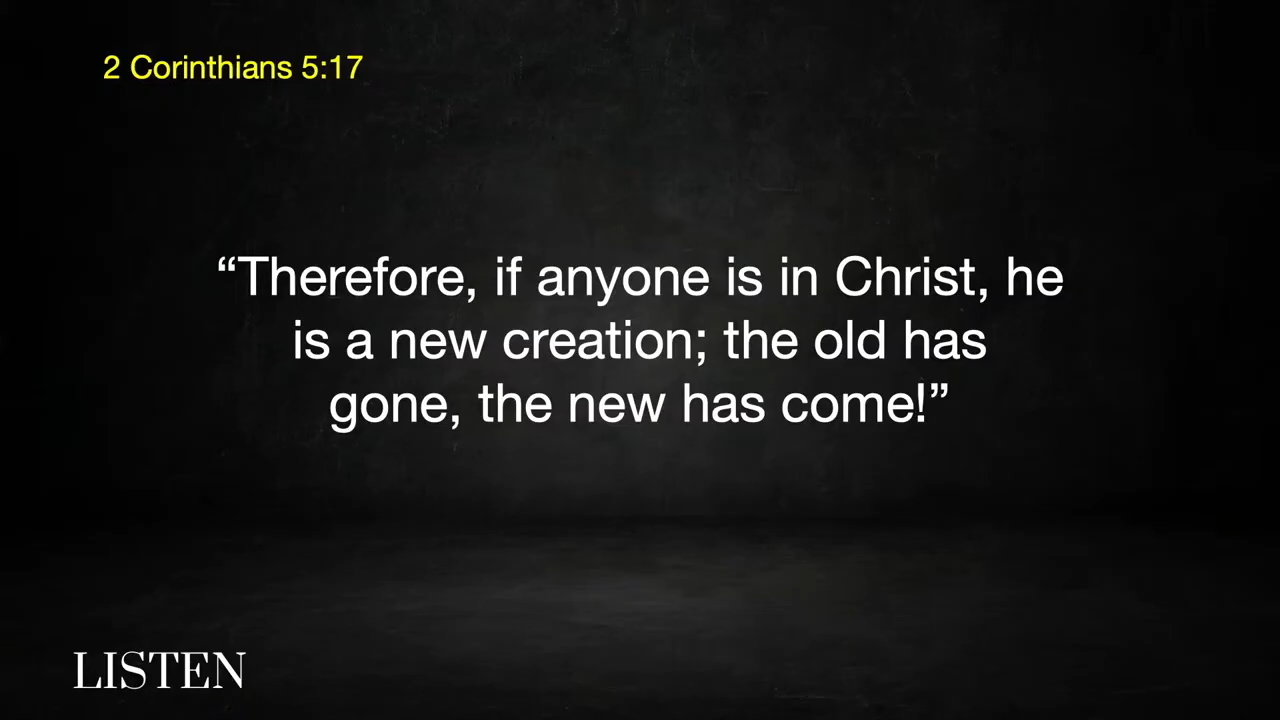 2 Corinthians 5:17
“Therefore, if anyone is in Christ, he
is a new creation; the old has
gone, the new has come!”
LISTEN